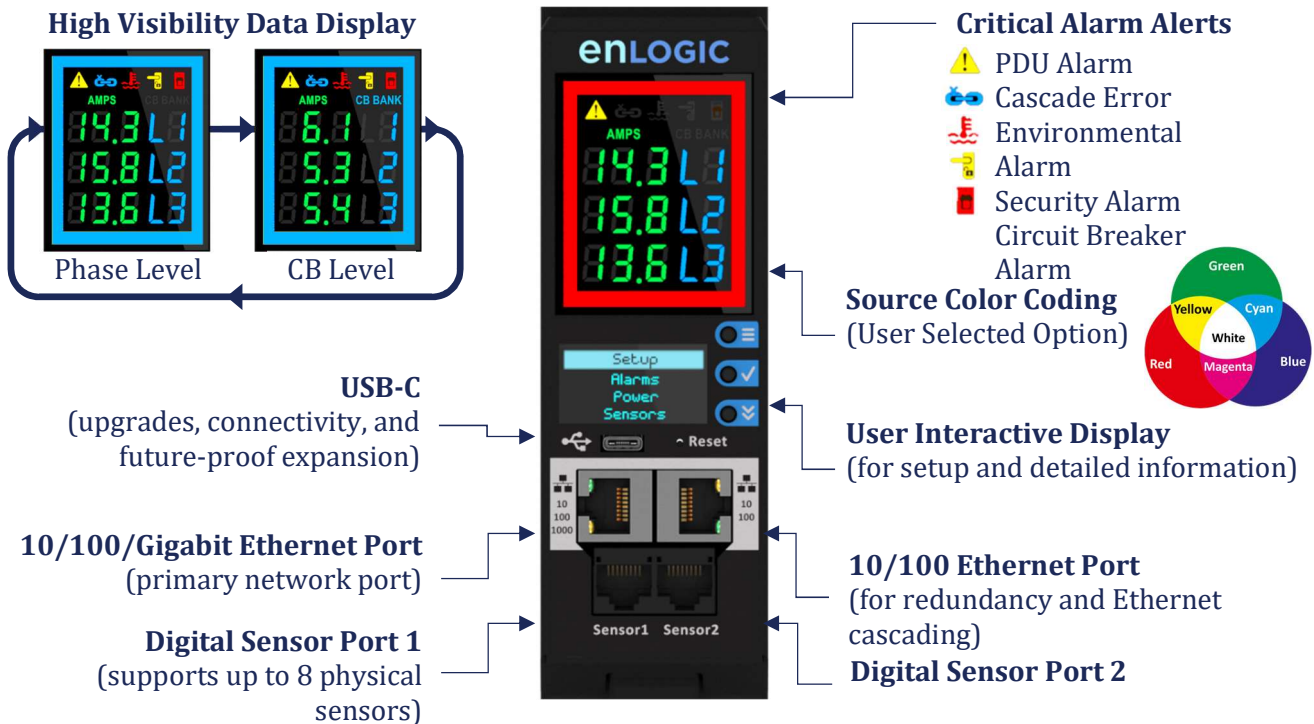 High Visibility Data Display
AMPS CB BANK
14.3 L1
15.8 L2
13.6 L3
Phase Level
AMPS CB BANK
6.1 1
5.3 L2
5.4 3
CB Level
enLOGIC
AMPS CB BANK
14.3 L1
15.8 L2
13.6 L3
Setup
Alarms
Power
Sensors
Reset
10
100
1000
10
100
Sensor1 Sensor2
Critical Alarm Alerts
PDU Alarm
Cascade Error
Environmental
Alarm
Security Alarm
Circuit Breaker
Alarm
Source Color Coding
(User Selected Option)
Green
Yellow
Cyan
White
Red
Magenta
Blue
User Interactive Display
(for setup and detailed information)
USB-C
(upgrades, connectivity, and
future-proof expansion)
10/100/Gigabit Ethernet Port
(primary network port)
10/100 Ethernet Port
(for redundancy and Ethernet
cascading)
Digital Sensor Port 1
(supports up to 8 physical
sensors)
Digital Sensor Port 2